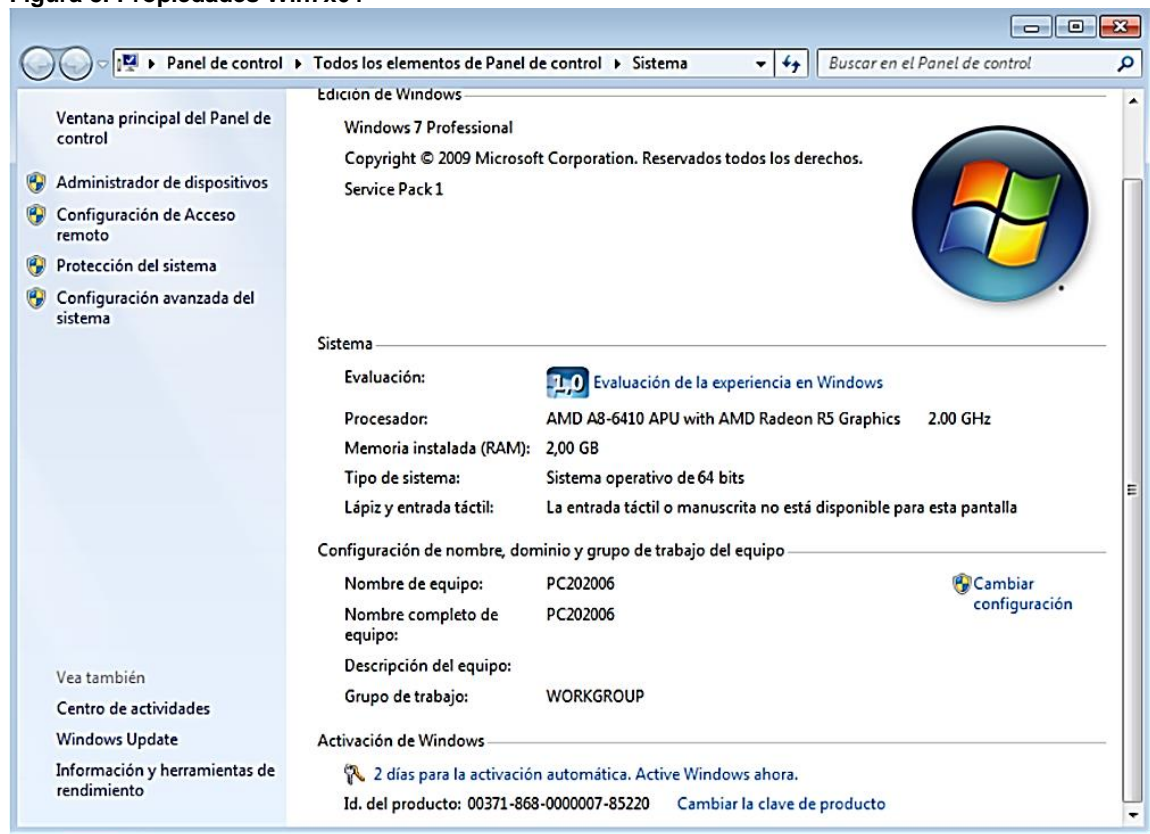 Panel de control ▸ Todos los elementos de Panel de control ▸ Sistema
Buscar en el Panel de control
Ventana principal del Panel de
control
Administrador de dispositivos
Configuración de Acceso
remoto
Protección del sistema
Configuración avanzada del
sistema
Vea también
Centro de actividades
Windows Update
Información y herramientas de
rendimiento
Edición de Windows
Windows 7 Professional
Copyright © 2009 Microsoft Corporation. Reservados todos los derechos.
Service Pack 1
Sistema
Evaluación: 1,0 Evaluación de la experiencia en Windows
Procesador: AMD A8-6410 APU with AMD Radeon R5 Graphics 2.00 GHz
Memoria instalada (RAM): 2,00 GB
Tipo de sistema: Sistema operativo de 64 bits
Lápiz y entrada táctil: La entrada táctil o manuscrita no está disponible para esta pantalla
Configuración de nombre, dominio y grupo de trabajo del equipo
Nombre de equipo: PC202006
Cambiar
configuración
Nombre completo de PC202006
equipo:
Descripción del equipo:
Grupo de trabajo: WORKGROUP
Activación de Windows
2 días para la activación automática. Active Windows ahora.
Id. del producto: 00371-868-0000007-85220 Cambiar la clave de producto